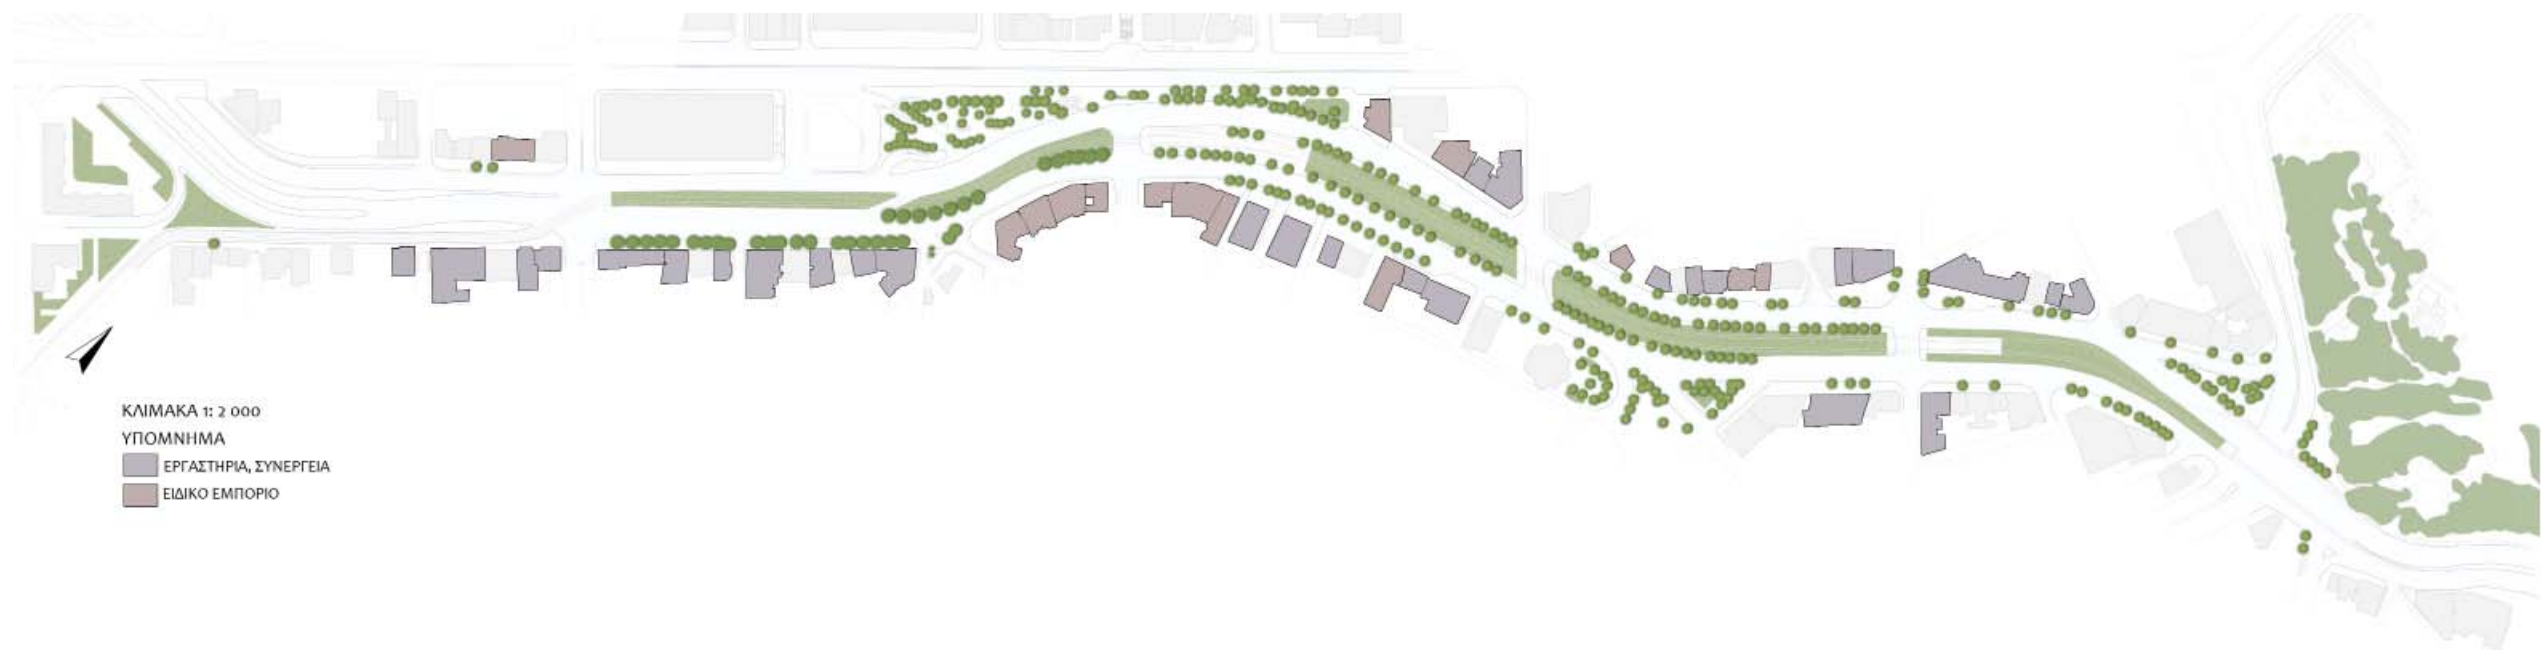 ΚΛΙΜΑΚΑ 1: 2 000
ΥΠΟΜΝΗΜΑ
ΕΡΓΑΣΤΗΡΙΑ, ΣΥΝΕΡΓΕΙΑ
ΕΙΔΙΚΟ ΕΜΠΟΡΙΟ